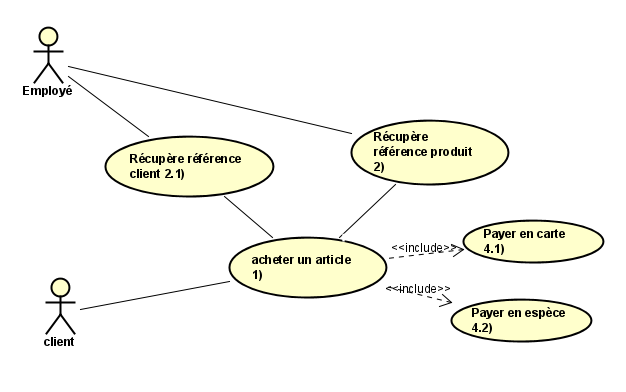 Employé
Récupère référence
client 2.1)
Récupère
référence produit
2)
acheter un article
1)
<<include>>
Payer en carte
4.1)
<<include>>
Payer en espèce
4.2)
client